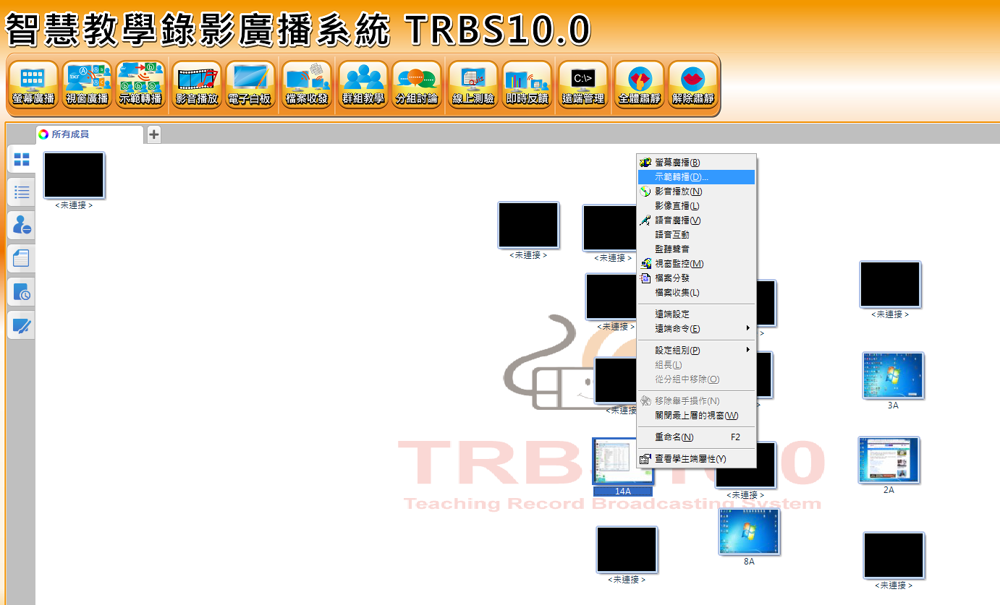 智慧教學錄影廣播系統 TRBS10.0
螢幕廣播
視窗廣播
示範轉播
影音播放
電子白板
檔案收發
群組教學
分組討論
線上測驗
即時反饋
C:\>
遠端管理
全體肅靜
解除肅靜
所有成員
<未連接 >
<未連接 >
<未連接 >
<未連接 >
<未連接
14A
<未連接 >
螢幕廣播(B)
示範轉播(D)...
影音播放(N)
影像直播(L)
語音廣播(V)
語音互動
監聽聲音
視窗監控(M)
檔案分發
檔案收集(L)
遠端設定
遠端命令(E)
設定組別(P)
組長(L)
從分組中移除(O)
移除舉手操作(N)
關閉最上層的視窗(W)
重命名(N) F2
查看學生端屬性(Y)
>
>
<未連接 >
8A
<未連接 >
3A
2A
<未連接 >
TRB 0
Teaching Record Broadcasting System